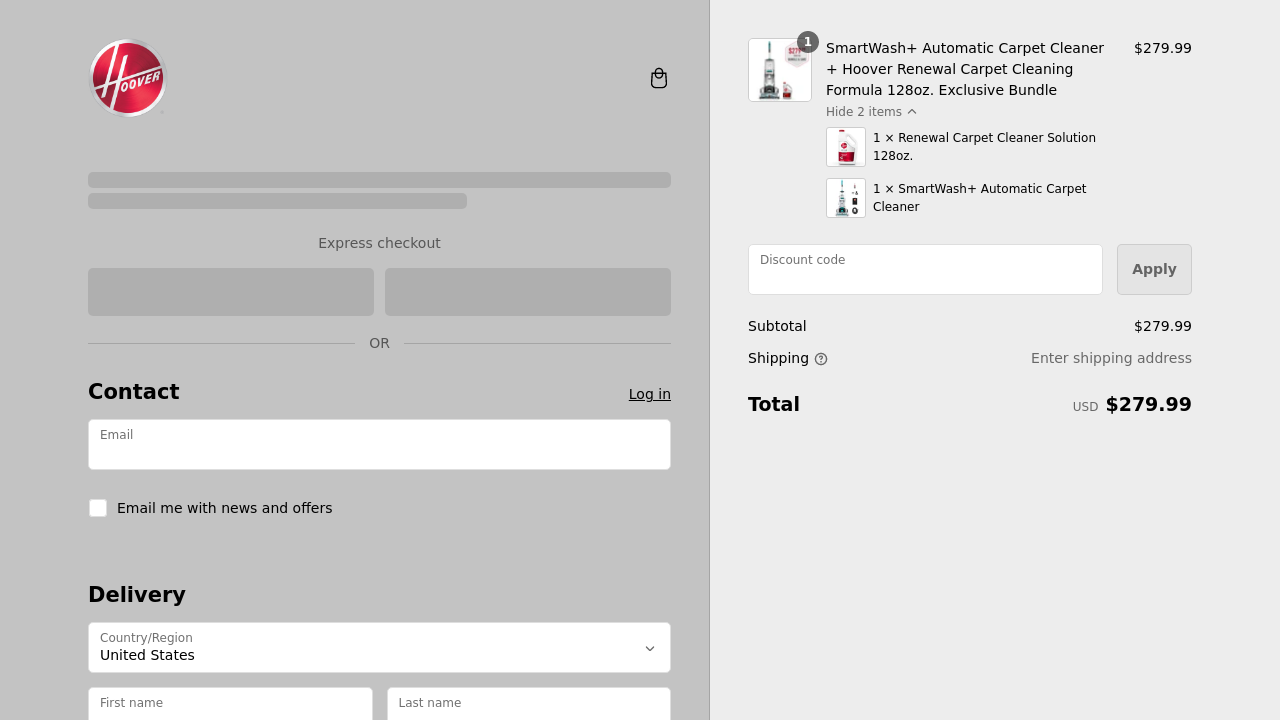 HOOVER
Express checkout
OR
Contact
Log in
Email
Email me with news and offers
Delivery
Country/Region
United States
First name
Last name
1
SmartWash+ Automatic Carpet Cleaner
+ Hoover Renewal Carpet Cleaning
Formula 128oz. Exclusive Bundle
$279.99
Hide 2 items
1 × Renewal Carpet Cleaner Solution
128oz.
1 × SmartWash+ Automatic Carpet
Cleaner
Discount code
Apply
Subtotal
$279.99
Shipping
Enter shipping address
Total
USD $279.99